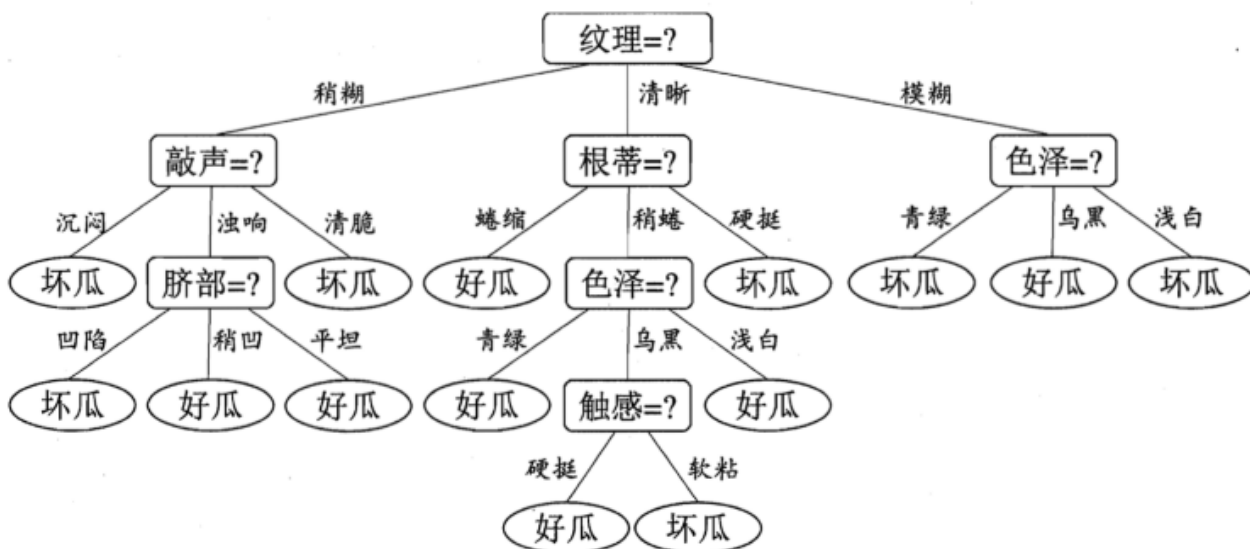 纹理=?
稍糊 清晰 模糊
敲声=? 根蒂=? 色泽=?
沉闷 浊响 清脆 蜷缩 稍蜷 硬挺 青绿 乌黑 浅白
坏瓜 脐部=? 坏瓜 好瓜 色泽=? 坏瓜 坏瓜 好瓜 坏瓜
凹陷 稍凹 平坦 青绿 乌黑 浅白
坏瓜 好瓜 好瓜 好瓜 触感=? 好瓜
硬挺 软粘
好瓜 坏瓜